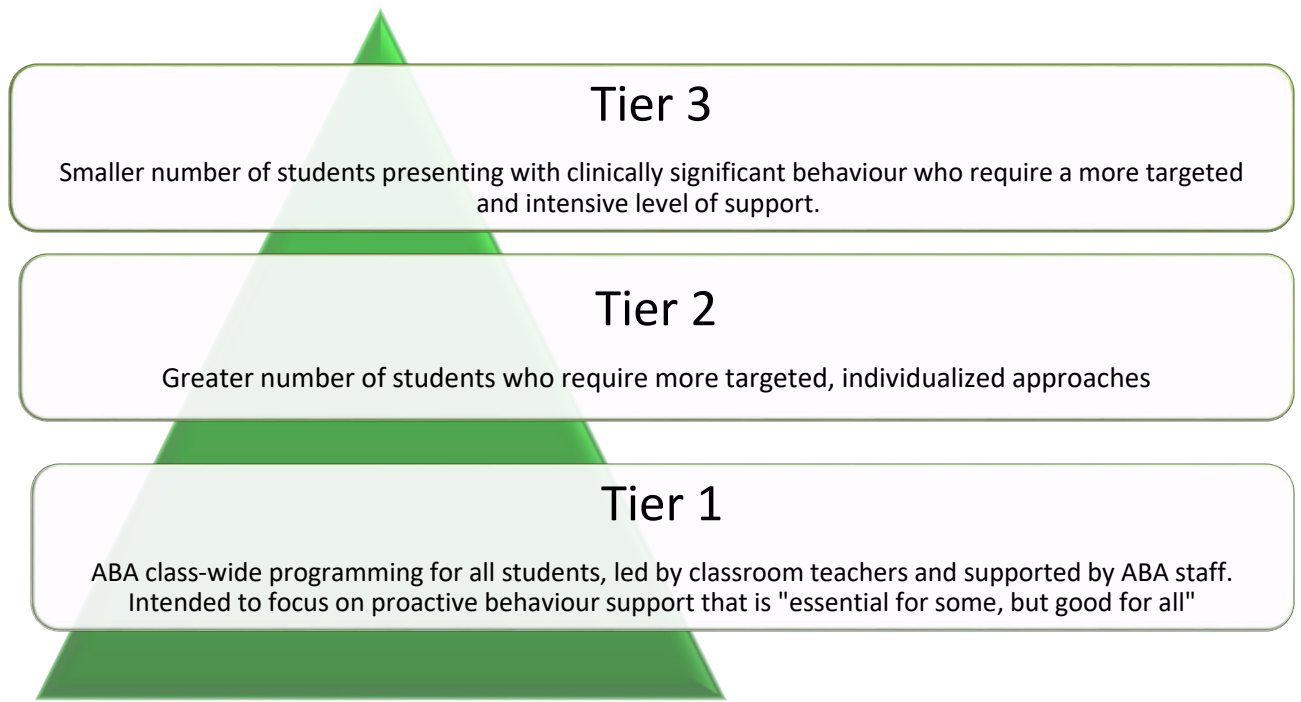 Tier 3
Smaller number of students presenting with clinically significant behaviour who require a more targeted
and intensive level of support.
Tier 2
Greater number of students who require more targeted, individualized approaches
Tier 1
ABA class-wide programming for all students, led by classroom teachers and supported by ABA staff.
Intended to focus on proactive behaviour support that is "essential for some, but good for all"